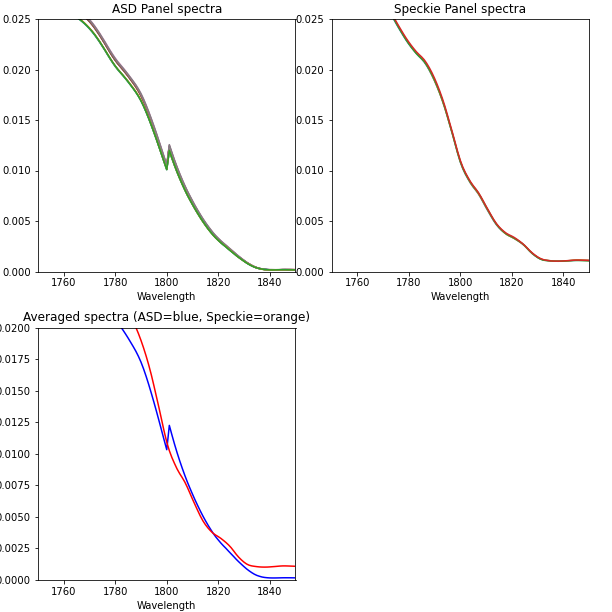 ASD Panel spectra
0.025
0.020
0.015
0.010
0.005
0.000
1760 1780 1800 1820 1840
Wavelength
Speckie Panel spectra
0.025
0.020
0.015
0.010
0.005
0.000
1760 1780 1800 1820 1840
Wavelength
Averaged spectra (ASD=blue, Speckie=orange)
0.0200
0.0175
0.0150
0.0125
0.0100
0.0075
0.0050
0.0025
0.0000
1760 1780 1800 1820 1840
Wavelength